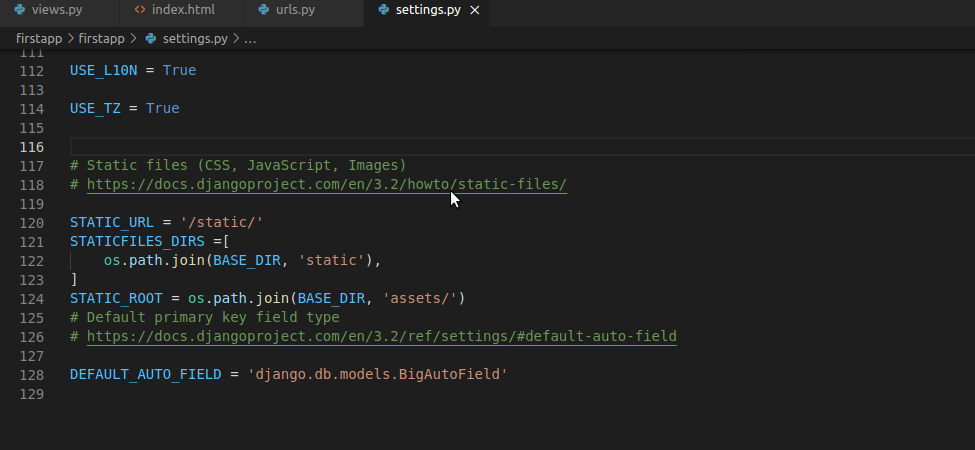 views.py index.html urls.py settings.py
firstapp > firstapp > settings.py > ...
111
112 USE_L10N = True
113
114 USE_TZ = True
115
116
117 # Static files (CSS, JavaScript, Images)
118 # https://docs.djangoproject.com/en/3.2/howto/static-files/
119
120 STATIC_URL = '/static/'
121 STATICFILES_DIRS =[
122     os.path.join(BASE_DIR, 'static'),
123 ]
124 STATIC_ROOT = os.path.join(BASE_DIR, 'assets/')
125 # Default primary key field type
126 # https://docs.djangoproject.com/en/3.2/ref/settings/#default-auto-field
127
128 DEFAULT_AUTO_FIELD = 'django.db.models.BigAutoField'
129